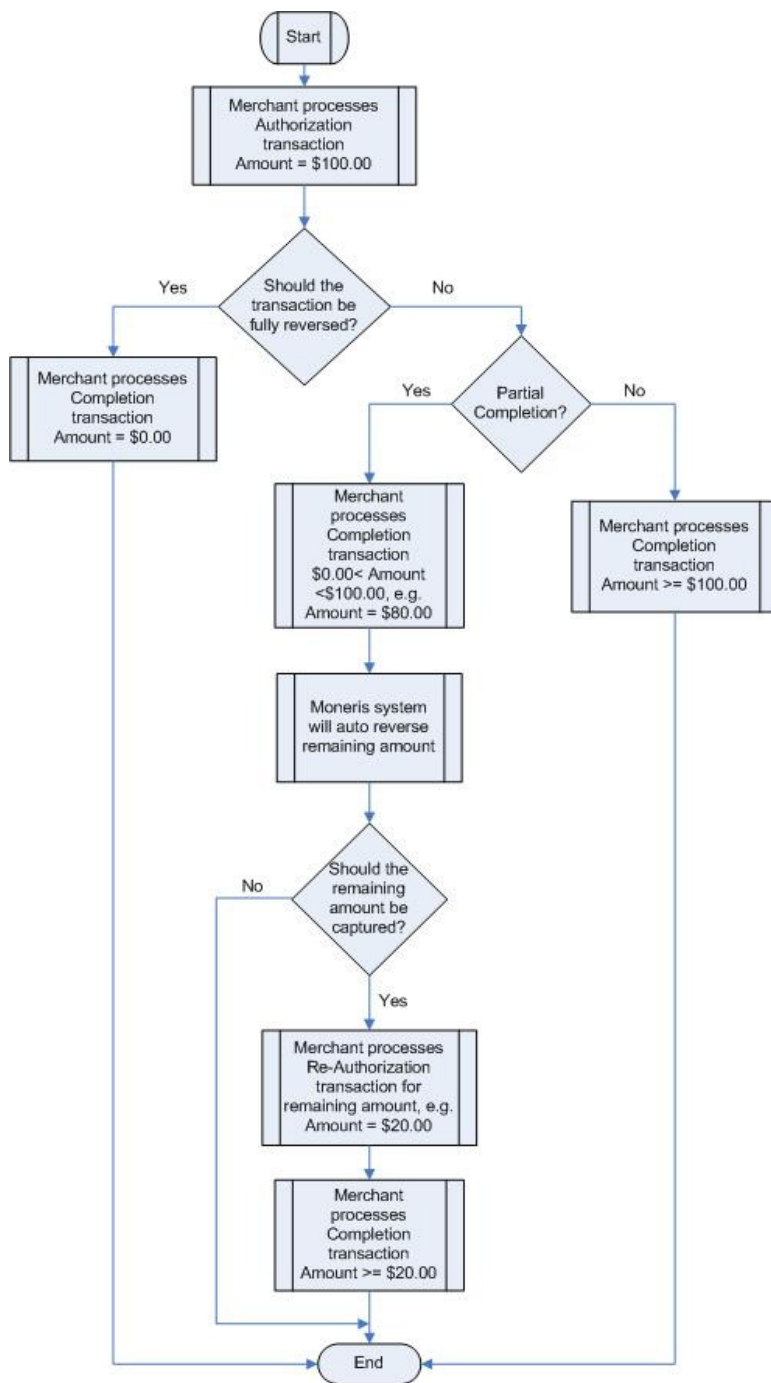 Start
Merchant processes
Authorization
transaction
Amount = $100.00
Should the
transaction be
fully reversed?
Yes
No
Merchant processes
Completion
transaction
Amount = $0.00
Partial
Completion?
Yes
No
Merchant
processes
Completion
transaction
$0.00< Amount
<$100.00, e.g.
Amount = $80.00
Merchant processes
Completion
transaction
Amount >= $100.00
Moneris system
will auto reverse
remaining amount
Should the
remaining
amount be
captured?
No
Yes
Merchant processes
Re-Authorization
transaction for
remaining amount, e.g.
Amount = $20.00
Merchant
processes
Completion
transaction
Amount >= $20.00
End